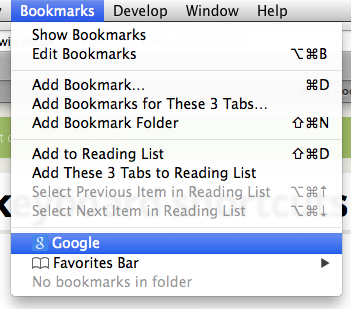 Bookmarks Develop Window Help
Show Bookmarks
Edit Bookmarks ⌥⌘B
Add Bookmark... ⌘D
Add Bookmarks for These 3 Tabs...
Add Bookmark Folder ⇧⌘N
Add to Reading List ⇧⌘D
Add These 3 Tabs to Reading List
Select Previous Item in Reading List ⌥⌘↑
Select Next Item in Reading List ⌥⌘↓
Google
Favorites Bar ▶
No bookmarks in folder